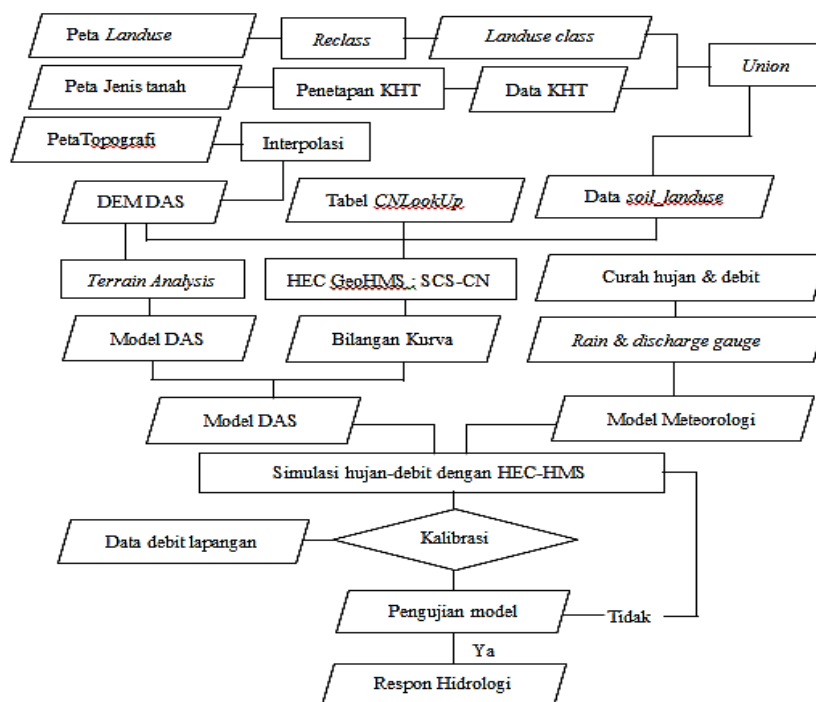 Peta Landuse
Reclass
Landuse class
Union
Peta Jenis tanah
Penetapan KHT
Data KHT
PetaTopografi
Interpolasi
DEM DAS
Tabel CNLookUp
Data soil_landuse
Terrain Analysis
HEC GeoHMS : SCS-CN
Curah hujan & debit
Model DAS
Bilangan Kurva
Rain & discharge gauge
Model DAS
Model Meteorologi
Simulasi hujan-debit dengan HEC-HMS
Data debit lapangan
Kalibrasi
Pengujian model
Tidak
Ya
Respon Hidrologi